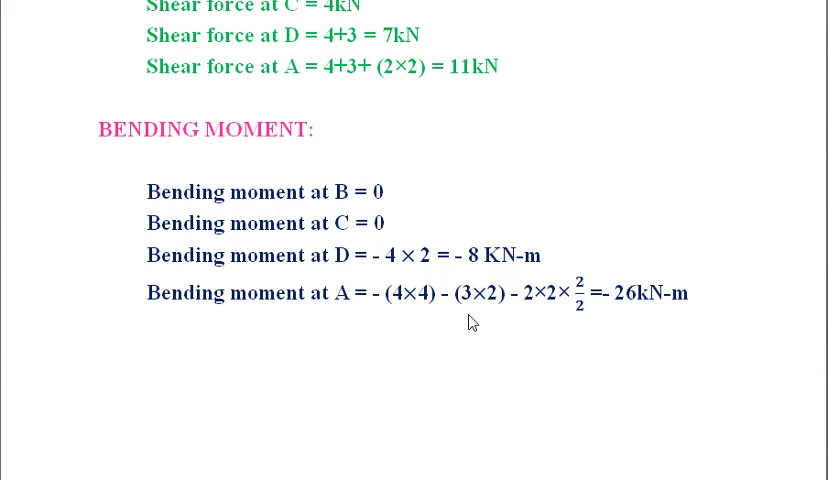 Shear force at C = 4kN
Shear force at D = 4+3 = 7kN
Shear force at A = 4+3+ (2×2) = 11kN
BENDING MOMENT:
Bending moment at B = 0
Bending moment at C = 0
Bending moment at D = - 4 × 2 = - 8 KN-m
Bending moment at A = - (4×4) - (3×2) - 2×2× 2/2 =- 26kN-m